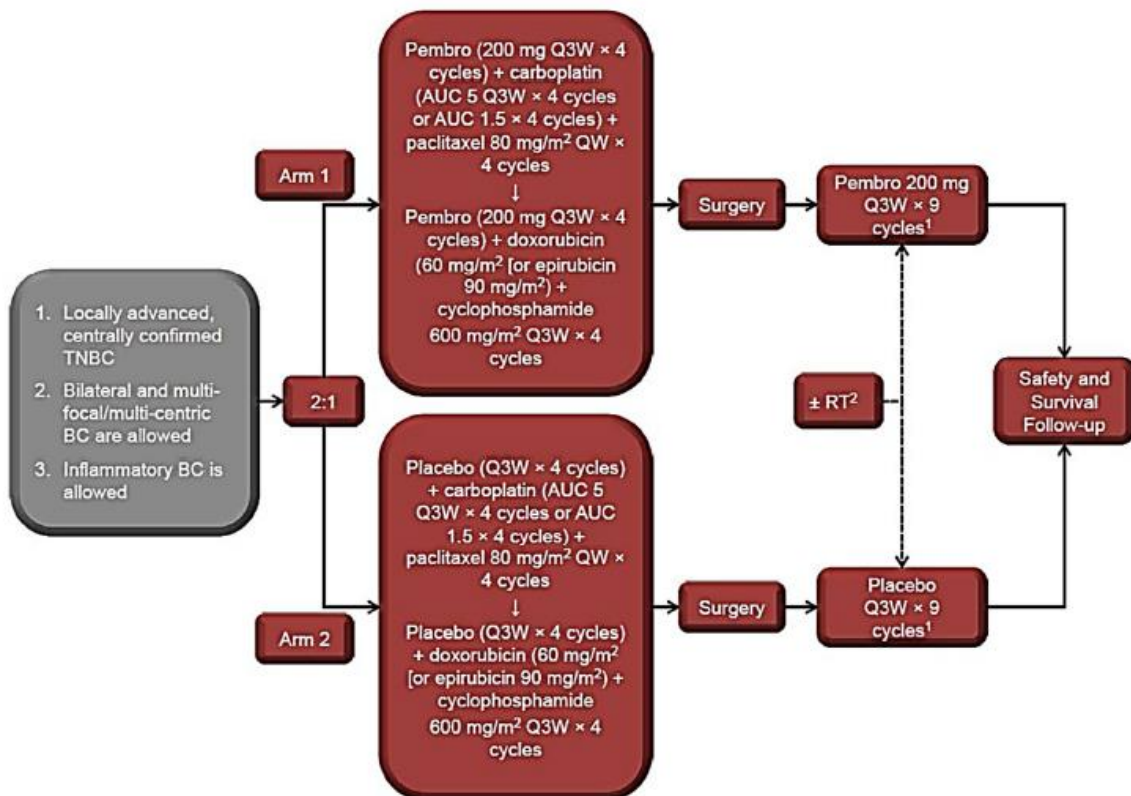 1. Locally advanced,
centrally confirmed
TNBC
2. Bilateral and multi-
focal/multi-centric
BC are allowed
3. Inflammatory BC is
allowed
2:1
Arm 1
Pembro (200 mg Q3W × 4
cycles) + carboplatin
(AUC 5 Q3W × 4 cycles
or AUC 1.5 × 4 cycles) +
paclitaxel 80 mg/m² QW ×
4 cycles
↓
Pembro (200 mg Q3W × 4
cycles) + doxorubicin
(60 mg/m² [or epirubicin
90 mg/m²) +
cyclophosphamide
600 mg/m² Q3W × 4
cycles
Surgery
Pembro 200 mg
Q3W × 9
cycles¹
Arm 2
Placebo (Q3W × 4 cycles)
+ carboplatin (AUC 5
Q3W × 4 cycles or AUC
1.5 × 4 cycles) +
paclitaxel 80 mg/m² QW ×
4 cycles
↓
Placebo (Q3W × 4 cycles)
+ doxorubicin (60 mg/m²
[or epirubicin 90 mg/m²) +
cyclophosphamide
600 mg/m² Q3W × 4
cycles
Surgery
Placebo
Q3W × 9
cycles¹
± RT²
Safety and
Survival
Follow-up